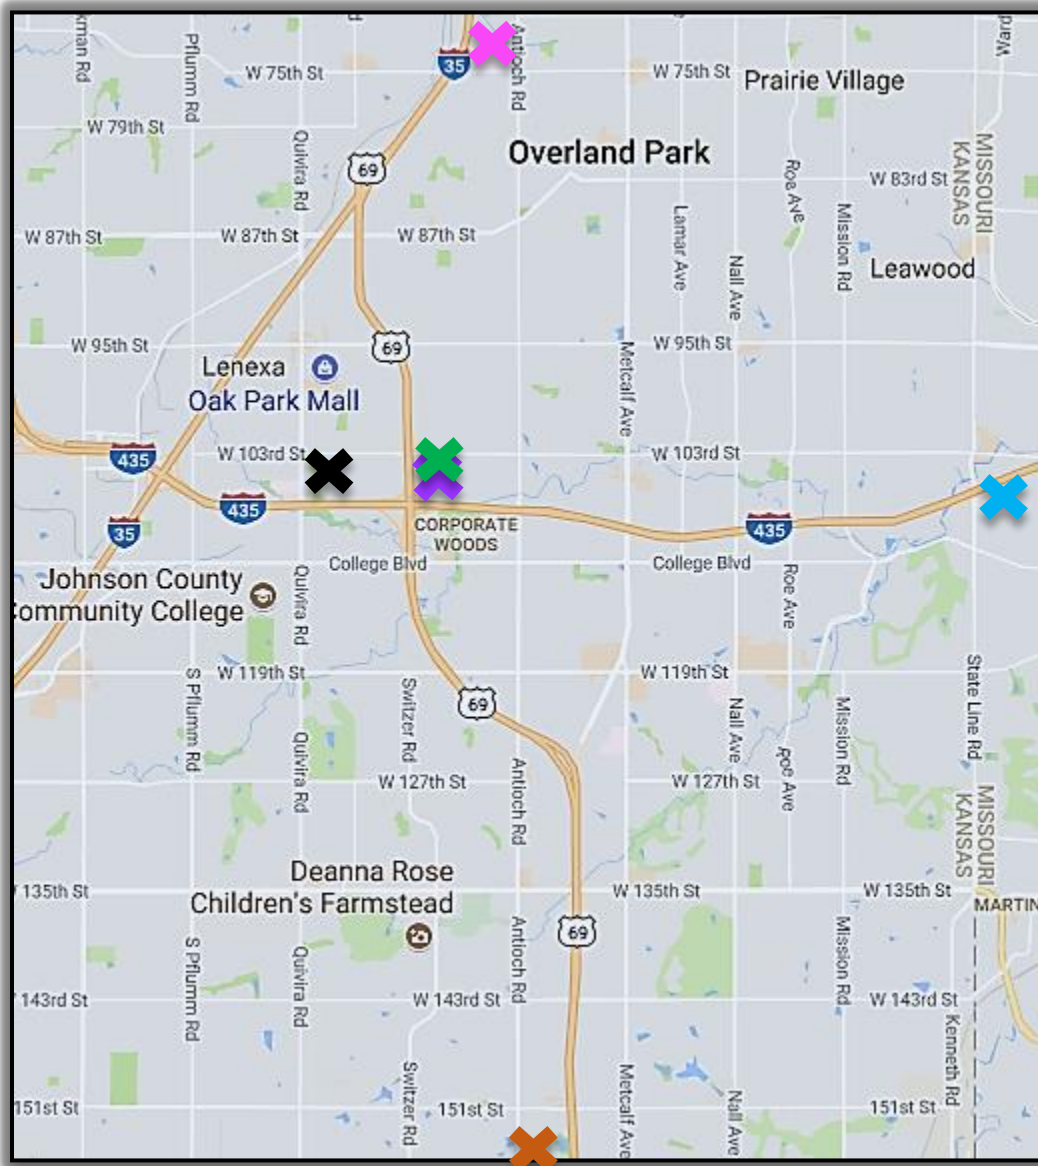 kman Rd
Pflumm Rd
W 75th St
35
Antioch Rd
W 75th St
Prairie Village
Ward
W 79th St
Quivira Rd
69
Overland Park
MISSOURI
KANSAS
Roe Ave
W 83rd St
Mission Rd
Lamar Ave
W 87th St
W 87th St
W 87th St
Nall Ave
Leawood
W 95th St
69
W 95th St
Metcalf Ave
Lenexa
Oak Park Mall
435
W 103rd St
W 103rd St
435
35
CORPORATE
WOODS
435
College Blvd
College Blvd
Johnson County
Community College
Quivira Rd
Roe Ave
W 119th St
W 119th St
S Pflumm Rd
Switzer Rd
69
State Line Rd
Nall Ave
Mission Rd
Quivira Rd
Roe Ave
W 127th St
W 127th St
Antioch Rd
MISSOURI
KANSAS
Deanna Rose
Children's Farmstead
135th St
W 135th St
W 135th St
MARTIN
69
S Pflumm Rd
Quivira Rd
Antioch Rd
Mission Rd
143rd St
W 143rd St
W 143rd St
Kenneth Rd
Switzer Rd
Metcalf Ave
Nall Ave
151st St
151st St
151st St